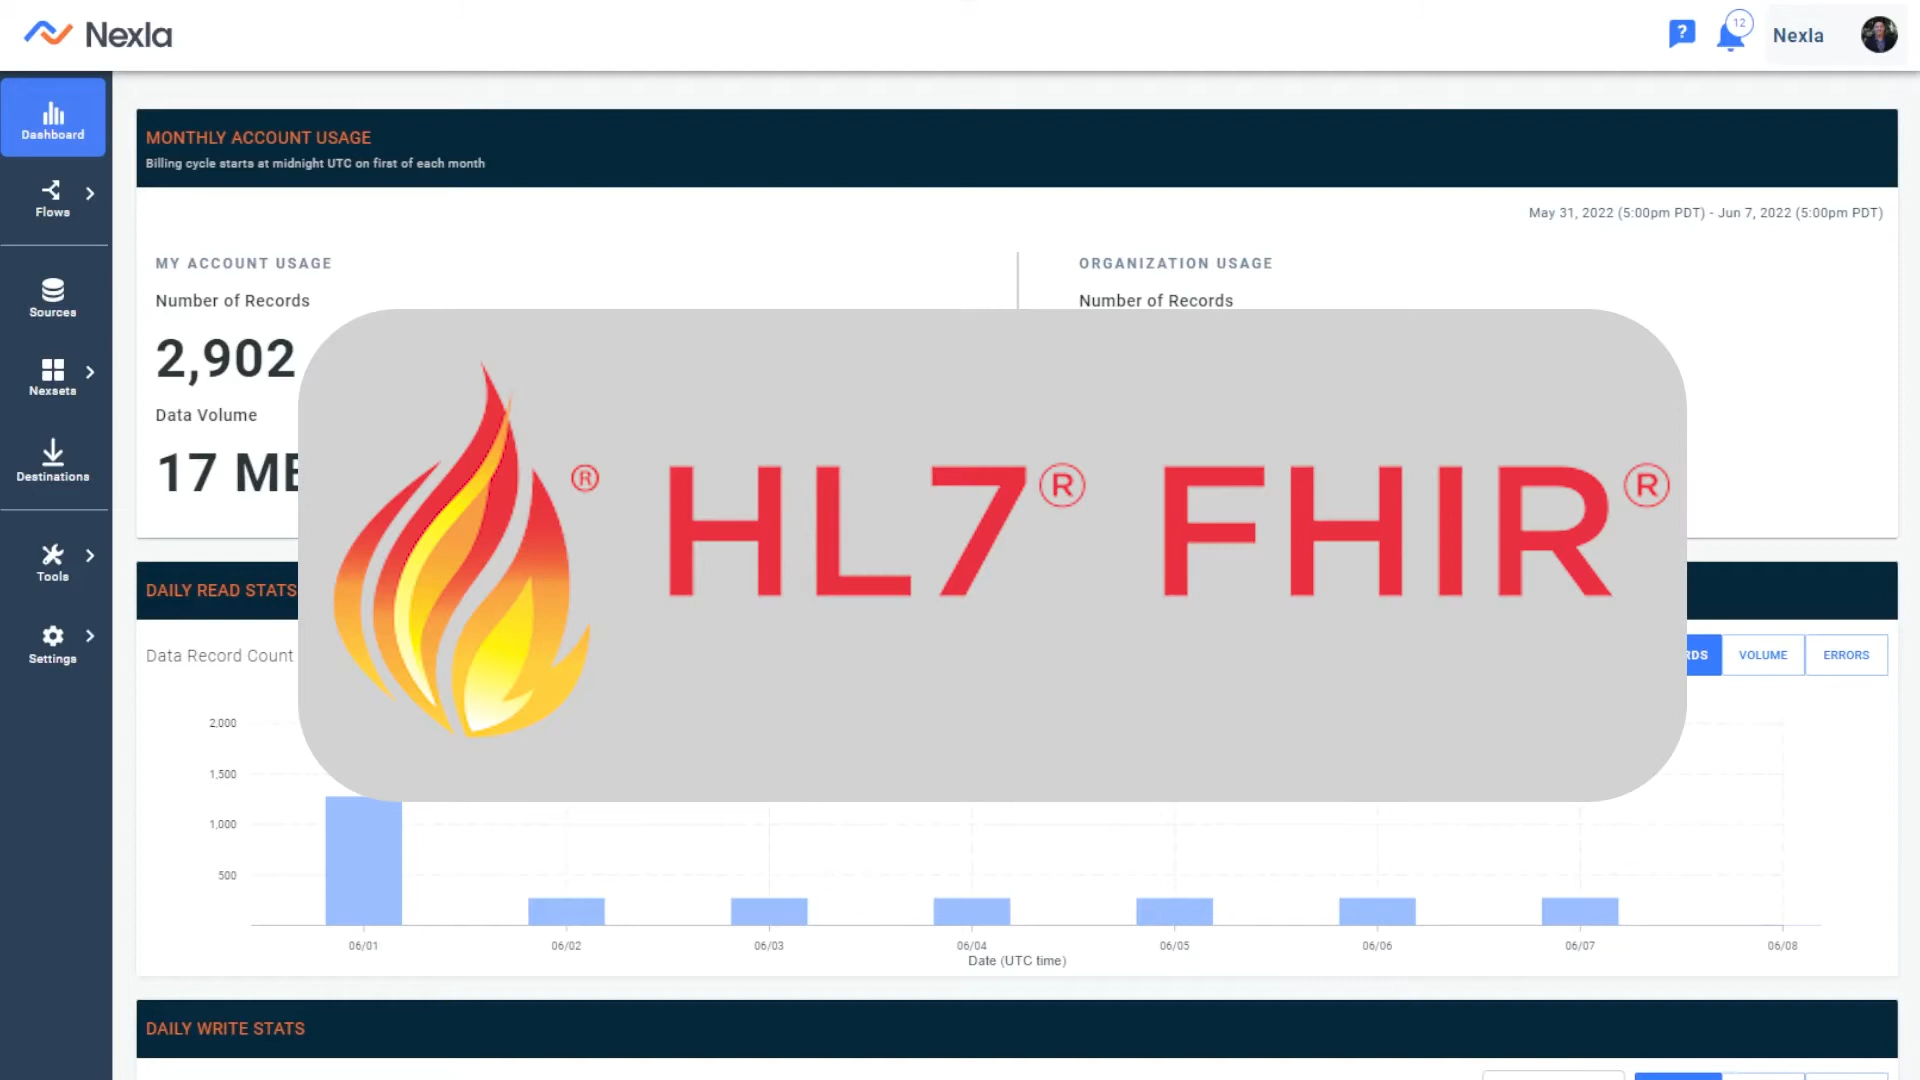 Nexla
?
12
Nexla
Dashboard
Flows
Sources
Nexsets
Destinations
Tools
Settings
MONTHLY ACCOUNT USAGE
Billing cycle starts at midnight UTC on first of each month
May 31, 2022 (5:00pm PDT) - Jun 7, 2022 (5:00pm PDT)
MY ACCOUNT USAGE
Number of Records
2,902
Data Volume
17 MB
ORGANIZATION USAGE
Number of Records
® HL7® FHIR®
DAILY READ STATS
Data Record Count
RDS
VOLUME
ERRORS
2,000
1,500
1,000
500
06/01
06/02
06/03
06/04
06/05
06/06
06/07
06/08
Date (UTC time)
DAILY WRITE STATS